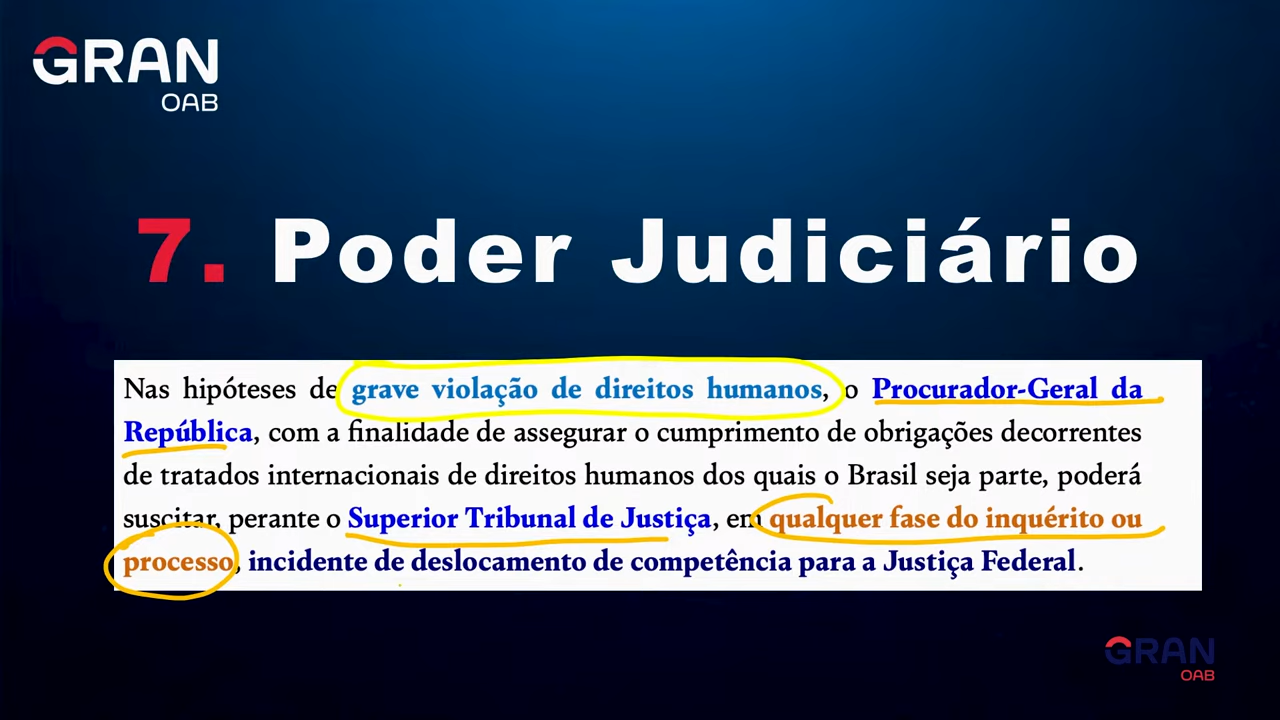 GRAN
OAB
7. Poder Judiciário
Nas hipóteses de grave violação de direitos humanos, o Procurador-Geral da
República, com a finalidade de assegurar o cumprimento de obrigações decorrentes
de tratados internacionais de direitos humanos dos quais o Brasil seja parte, poderá
suscitar, perante o Superior Tribunal de Justiça, em qualquer fase do inquérito ou
processo, incidente de deslocamento de competência para a Justiça Federal.
GRAN
OAB